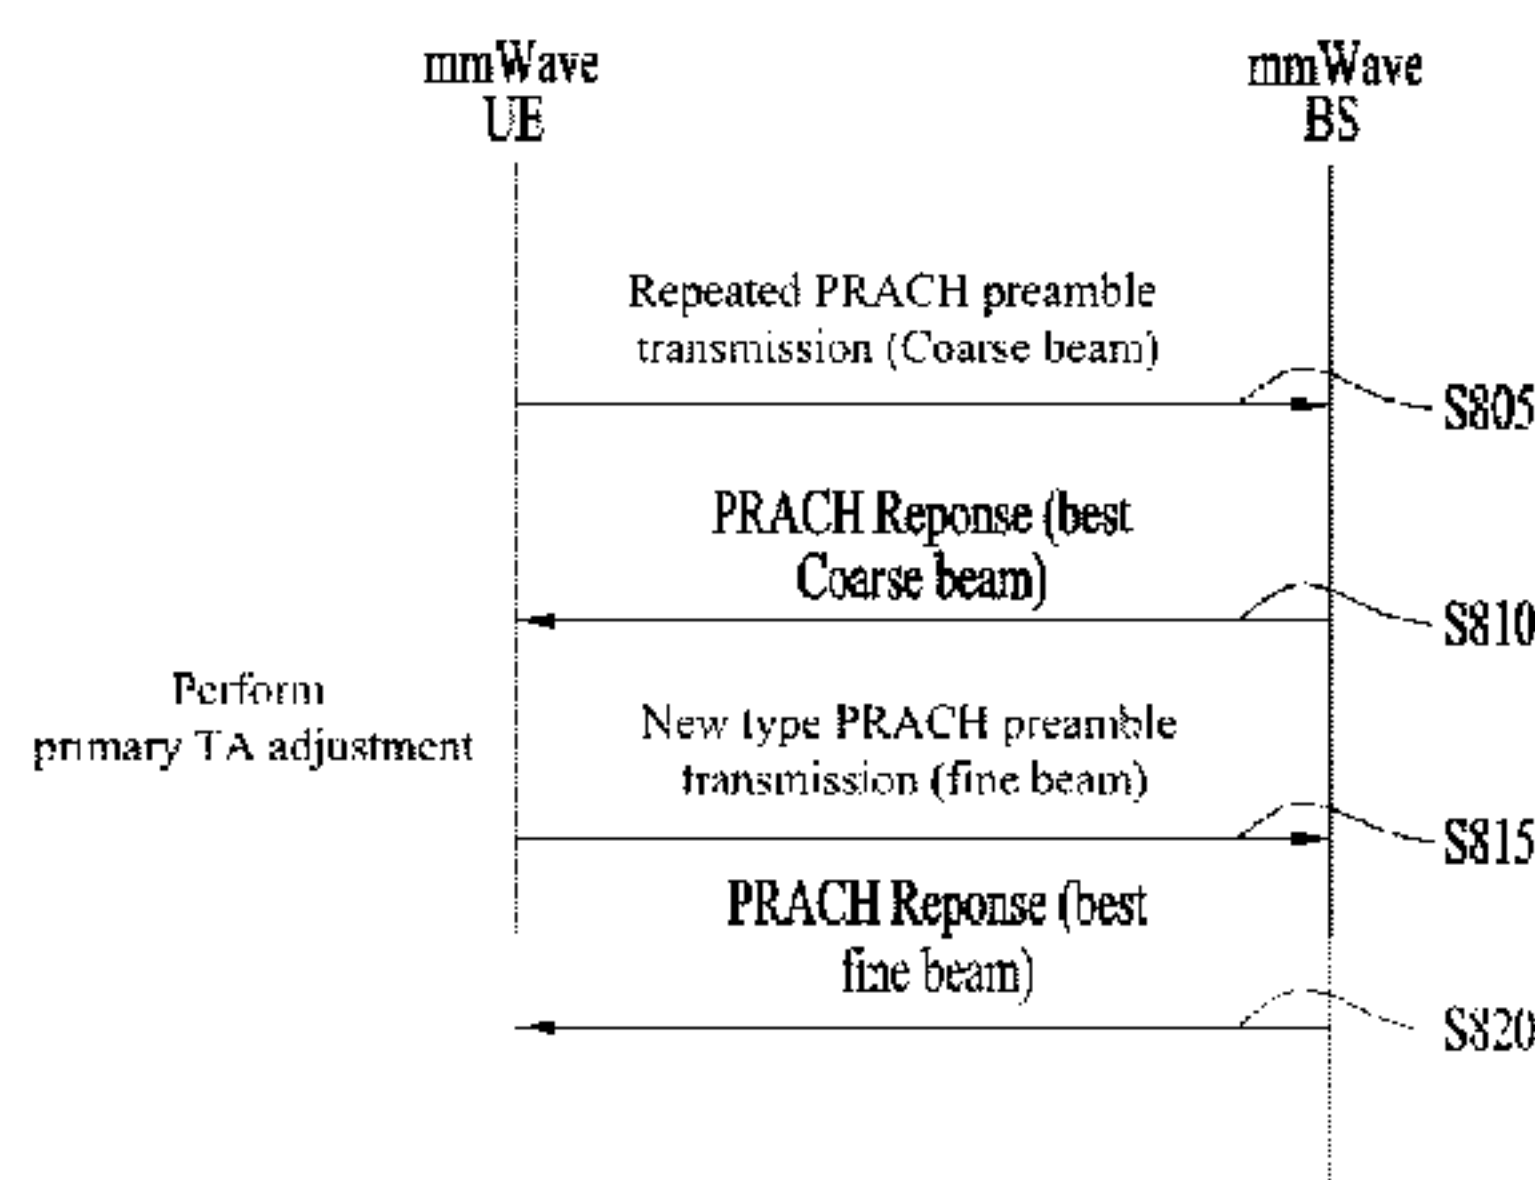 mmWave
UE
mmWave
BS
Repeated PRACH preamble
transmission (Coarse beam)
S805
PRACH Reponse (best
Coarse beam)
S810
Perform
primary TA adjustment
New type PRACH preamble
transmission (fine beam)
S815
PRACH Reponse (best
fine beam)
S820